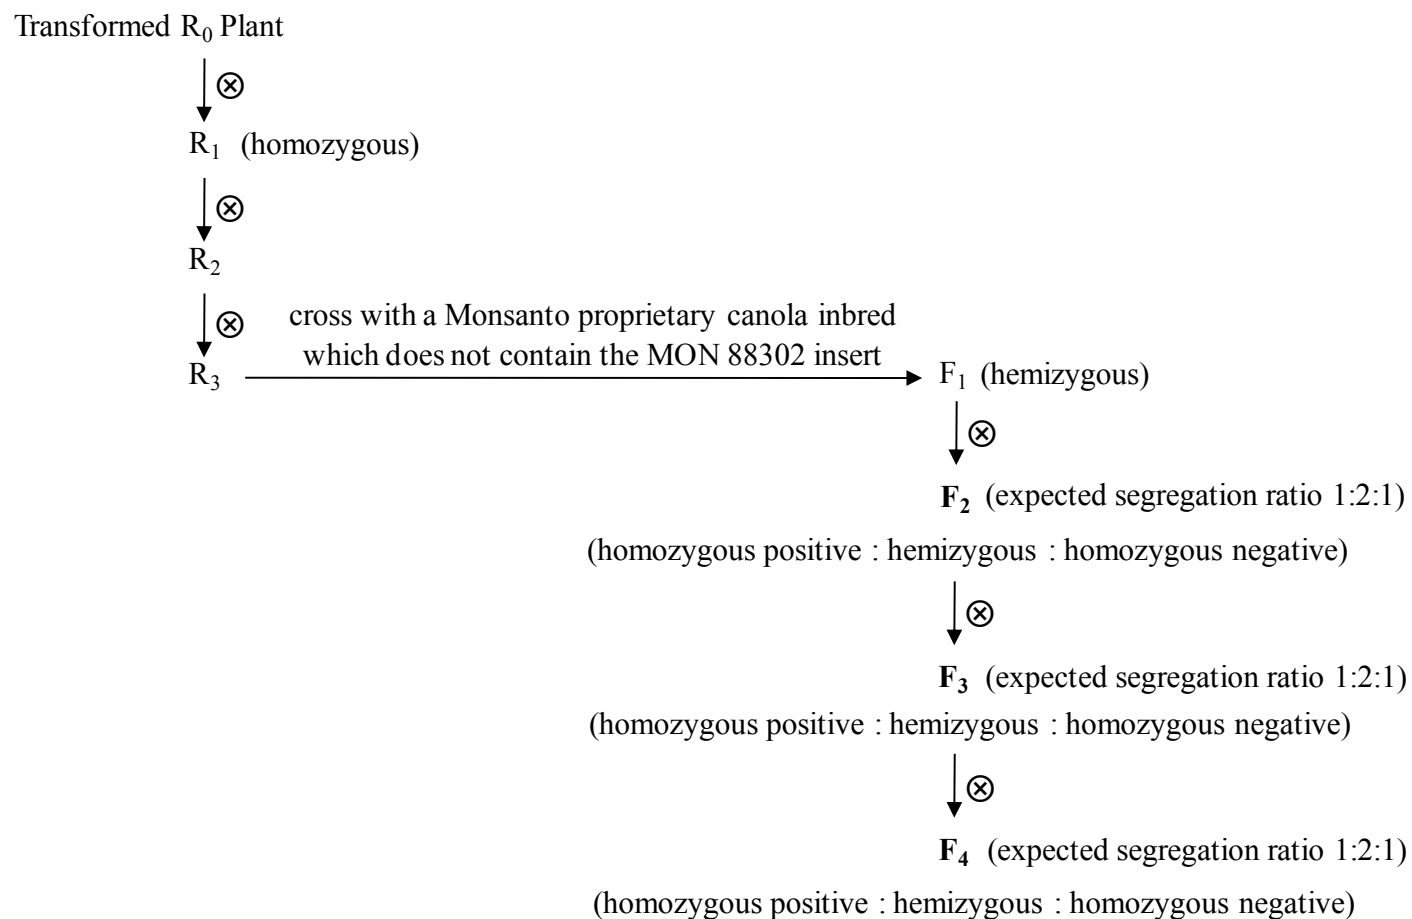 Transformed R₀ Plant
⊗
R₁ (homozygous)
⊗
R₂
⊗
cross with a Monsanto proprietary canola inbred
which does not contain the MON 88302 insert
R₃
F₁ (hemizygous)
⊗
F₂ (expected segregation ratio 1:2:1)
(homozygous positive : hemizygous : homozygous negative)
⊗
F₃ (expected segregation ratio 1:2:1)
(homozygous positive : hemizygous : homozygous negative)
⊗
F₄ (expected segregation ratio 1:2:1)
(homozygous positive : hemizygous : homozygous negative)